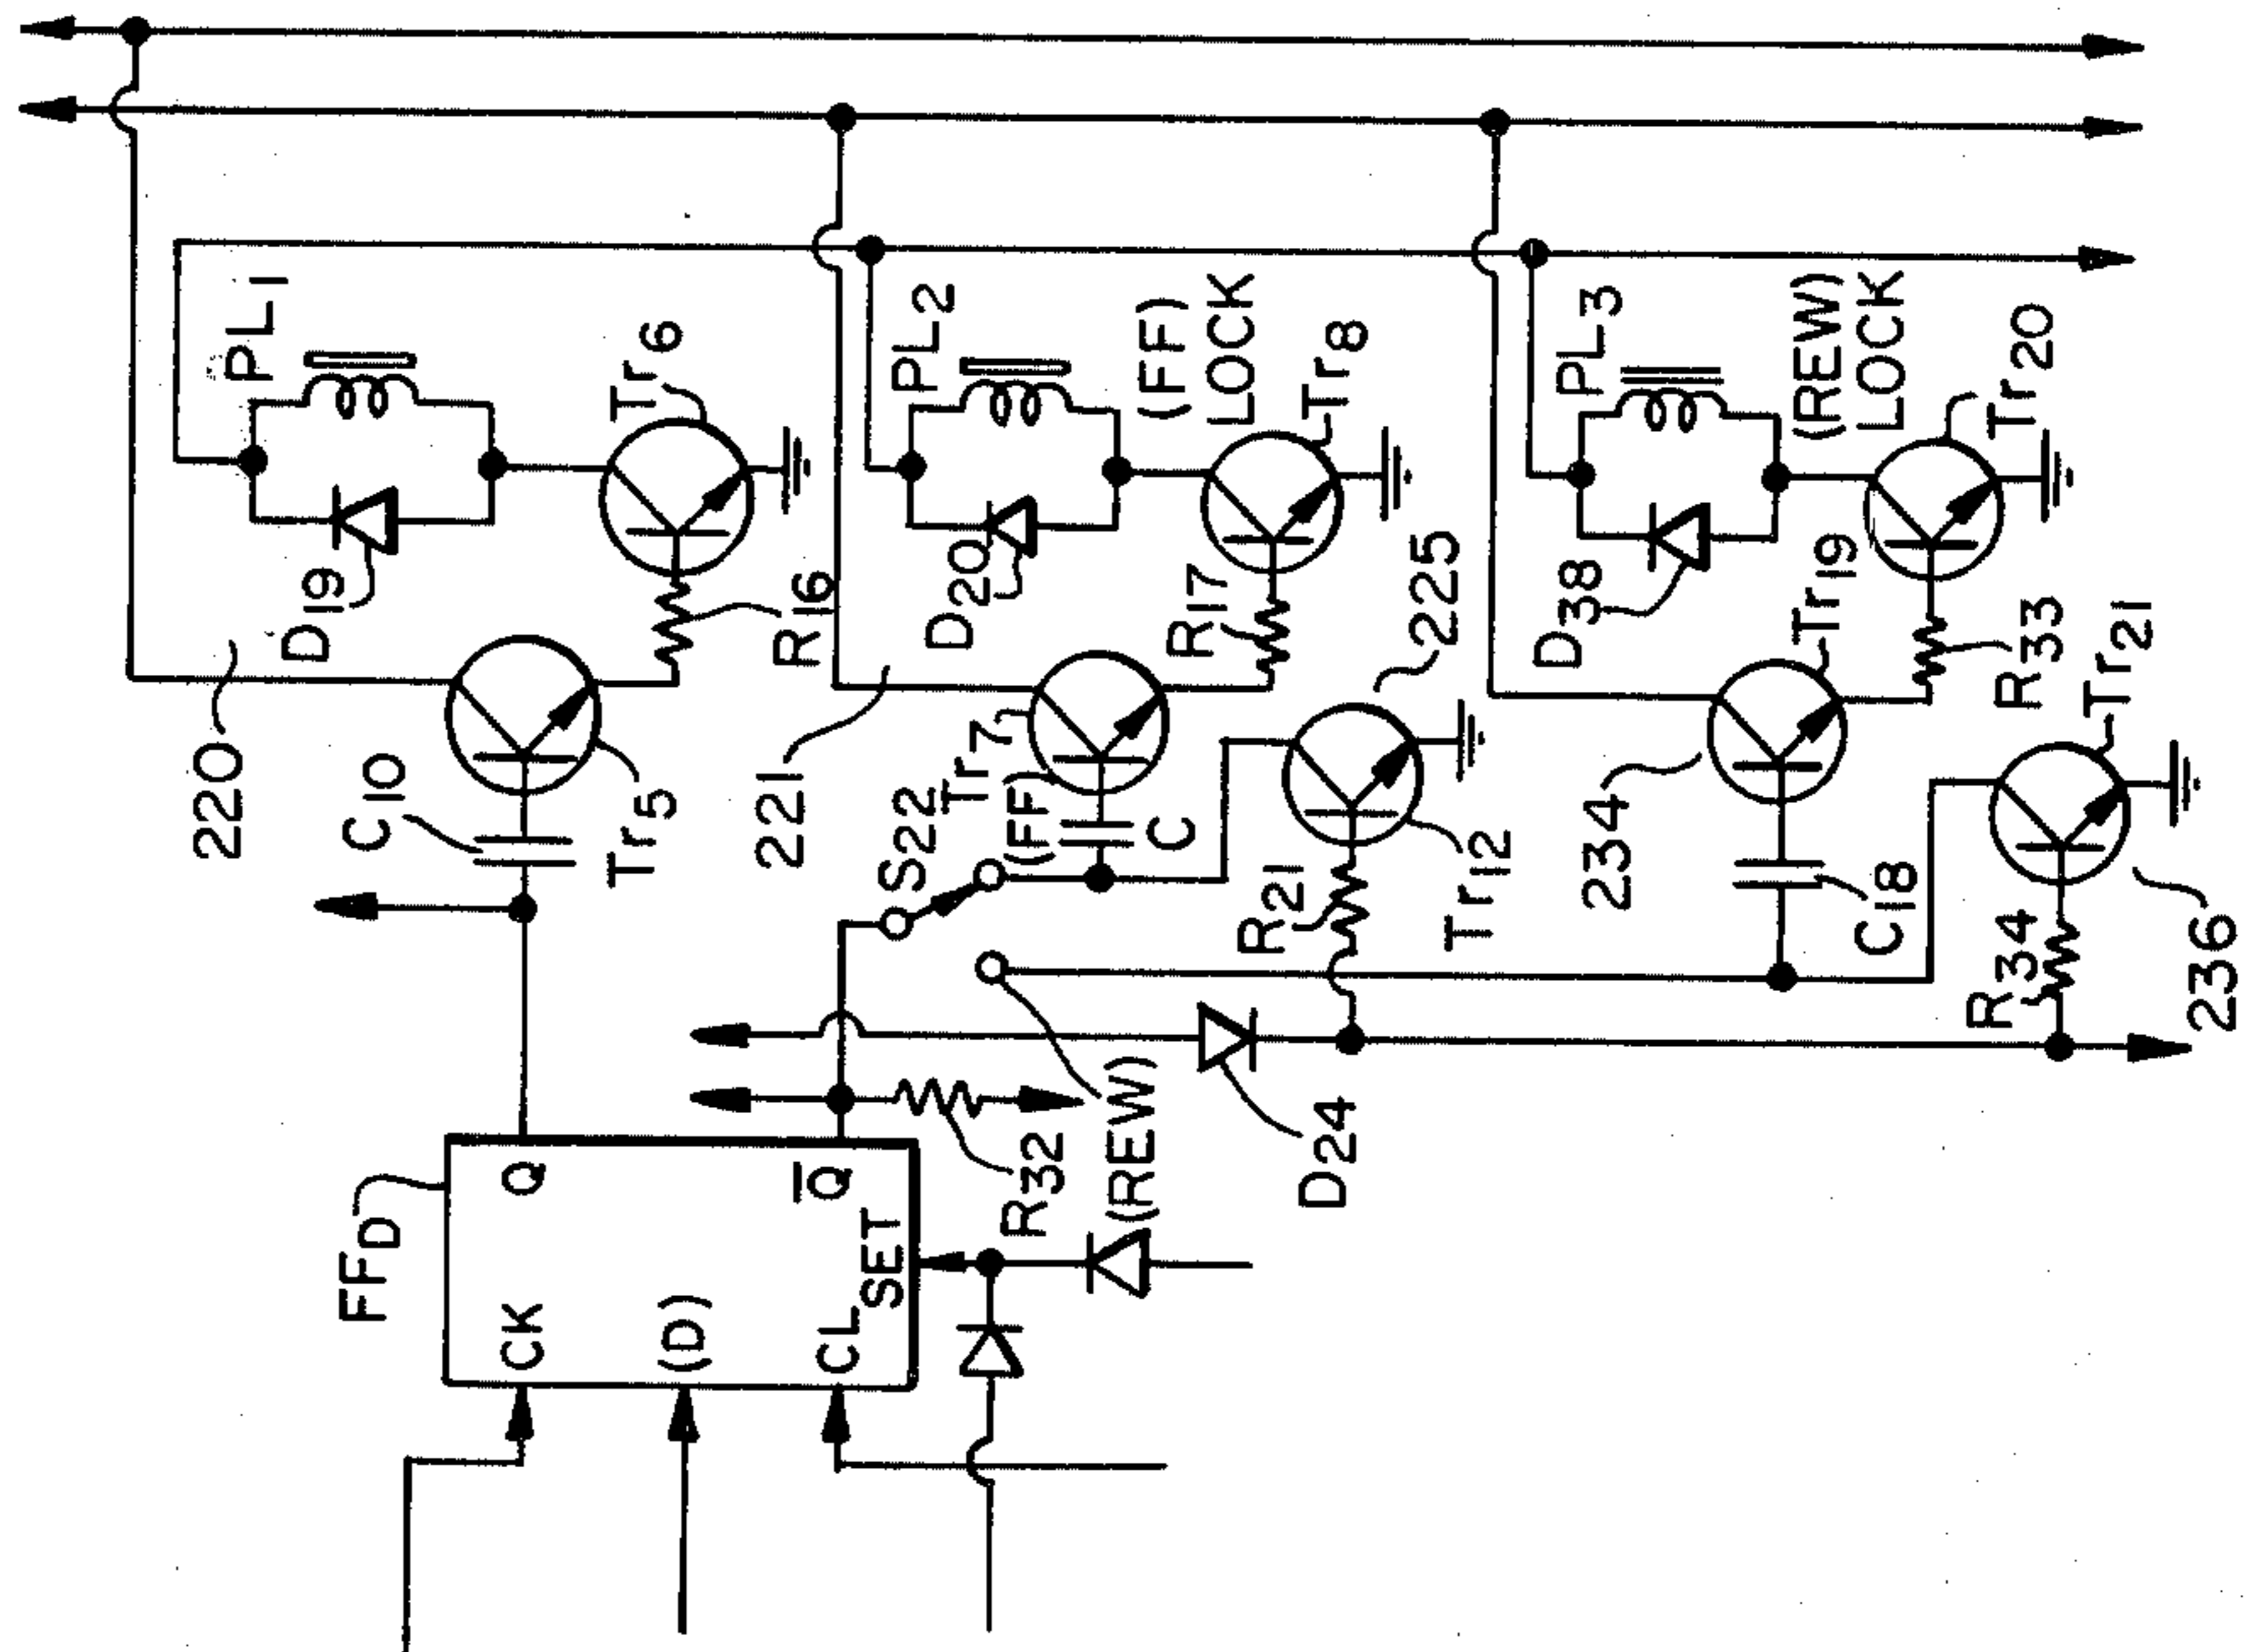 220
PL1
D19
Tr6
R16
C10
Tr5
221
PL2
D20
(FF)
LOCK
Tr8
R17
Tr7
(FF)
S22
C
225
R21
Tr12
PL3
D38
(REW)
LOCK
Tr20
Tr19
R33
234
C18
Tr21
R34
236
FFD
CK
Q
(D)
CL
Q̅
SET
R32
(REW)
D24